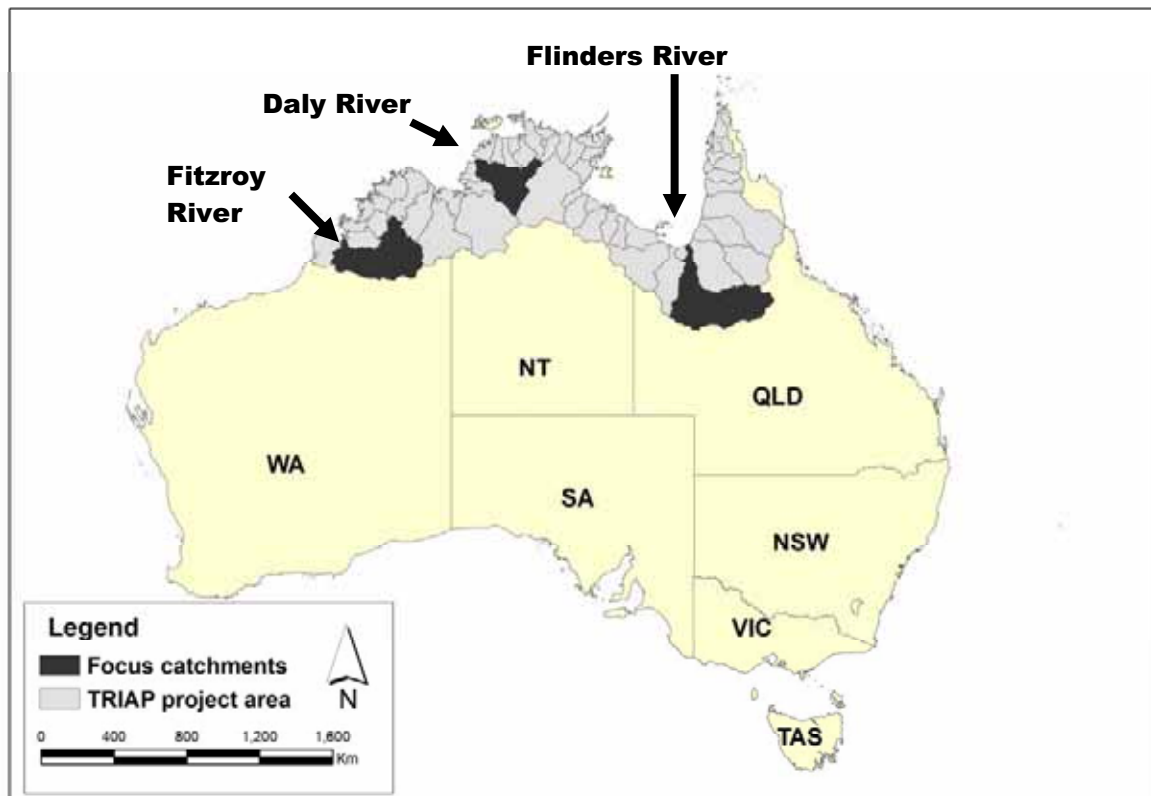 Flinders River
Daly River
Fitzroy
River
NT
QLD
WA
SA
NSW
VIC
TAS
Legend
Focus catchments
TRIAP project area
N
0 400 800 1,200 1,600
Km